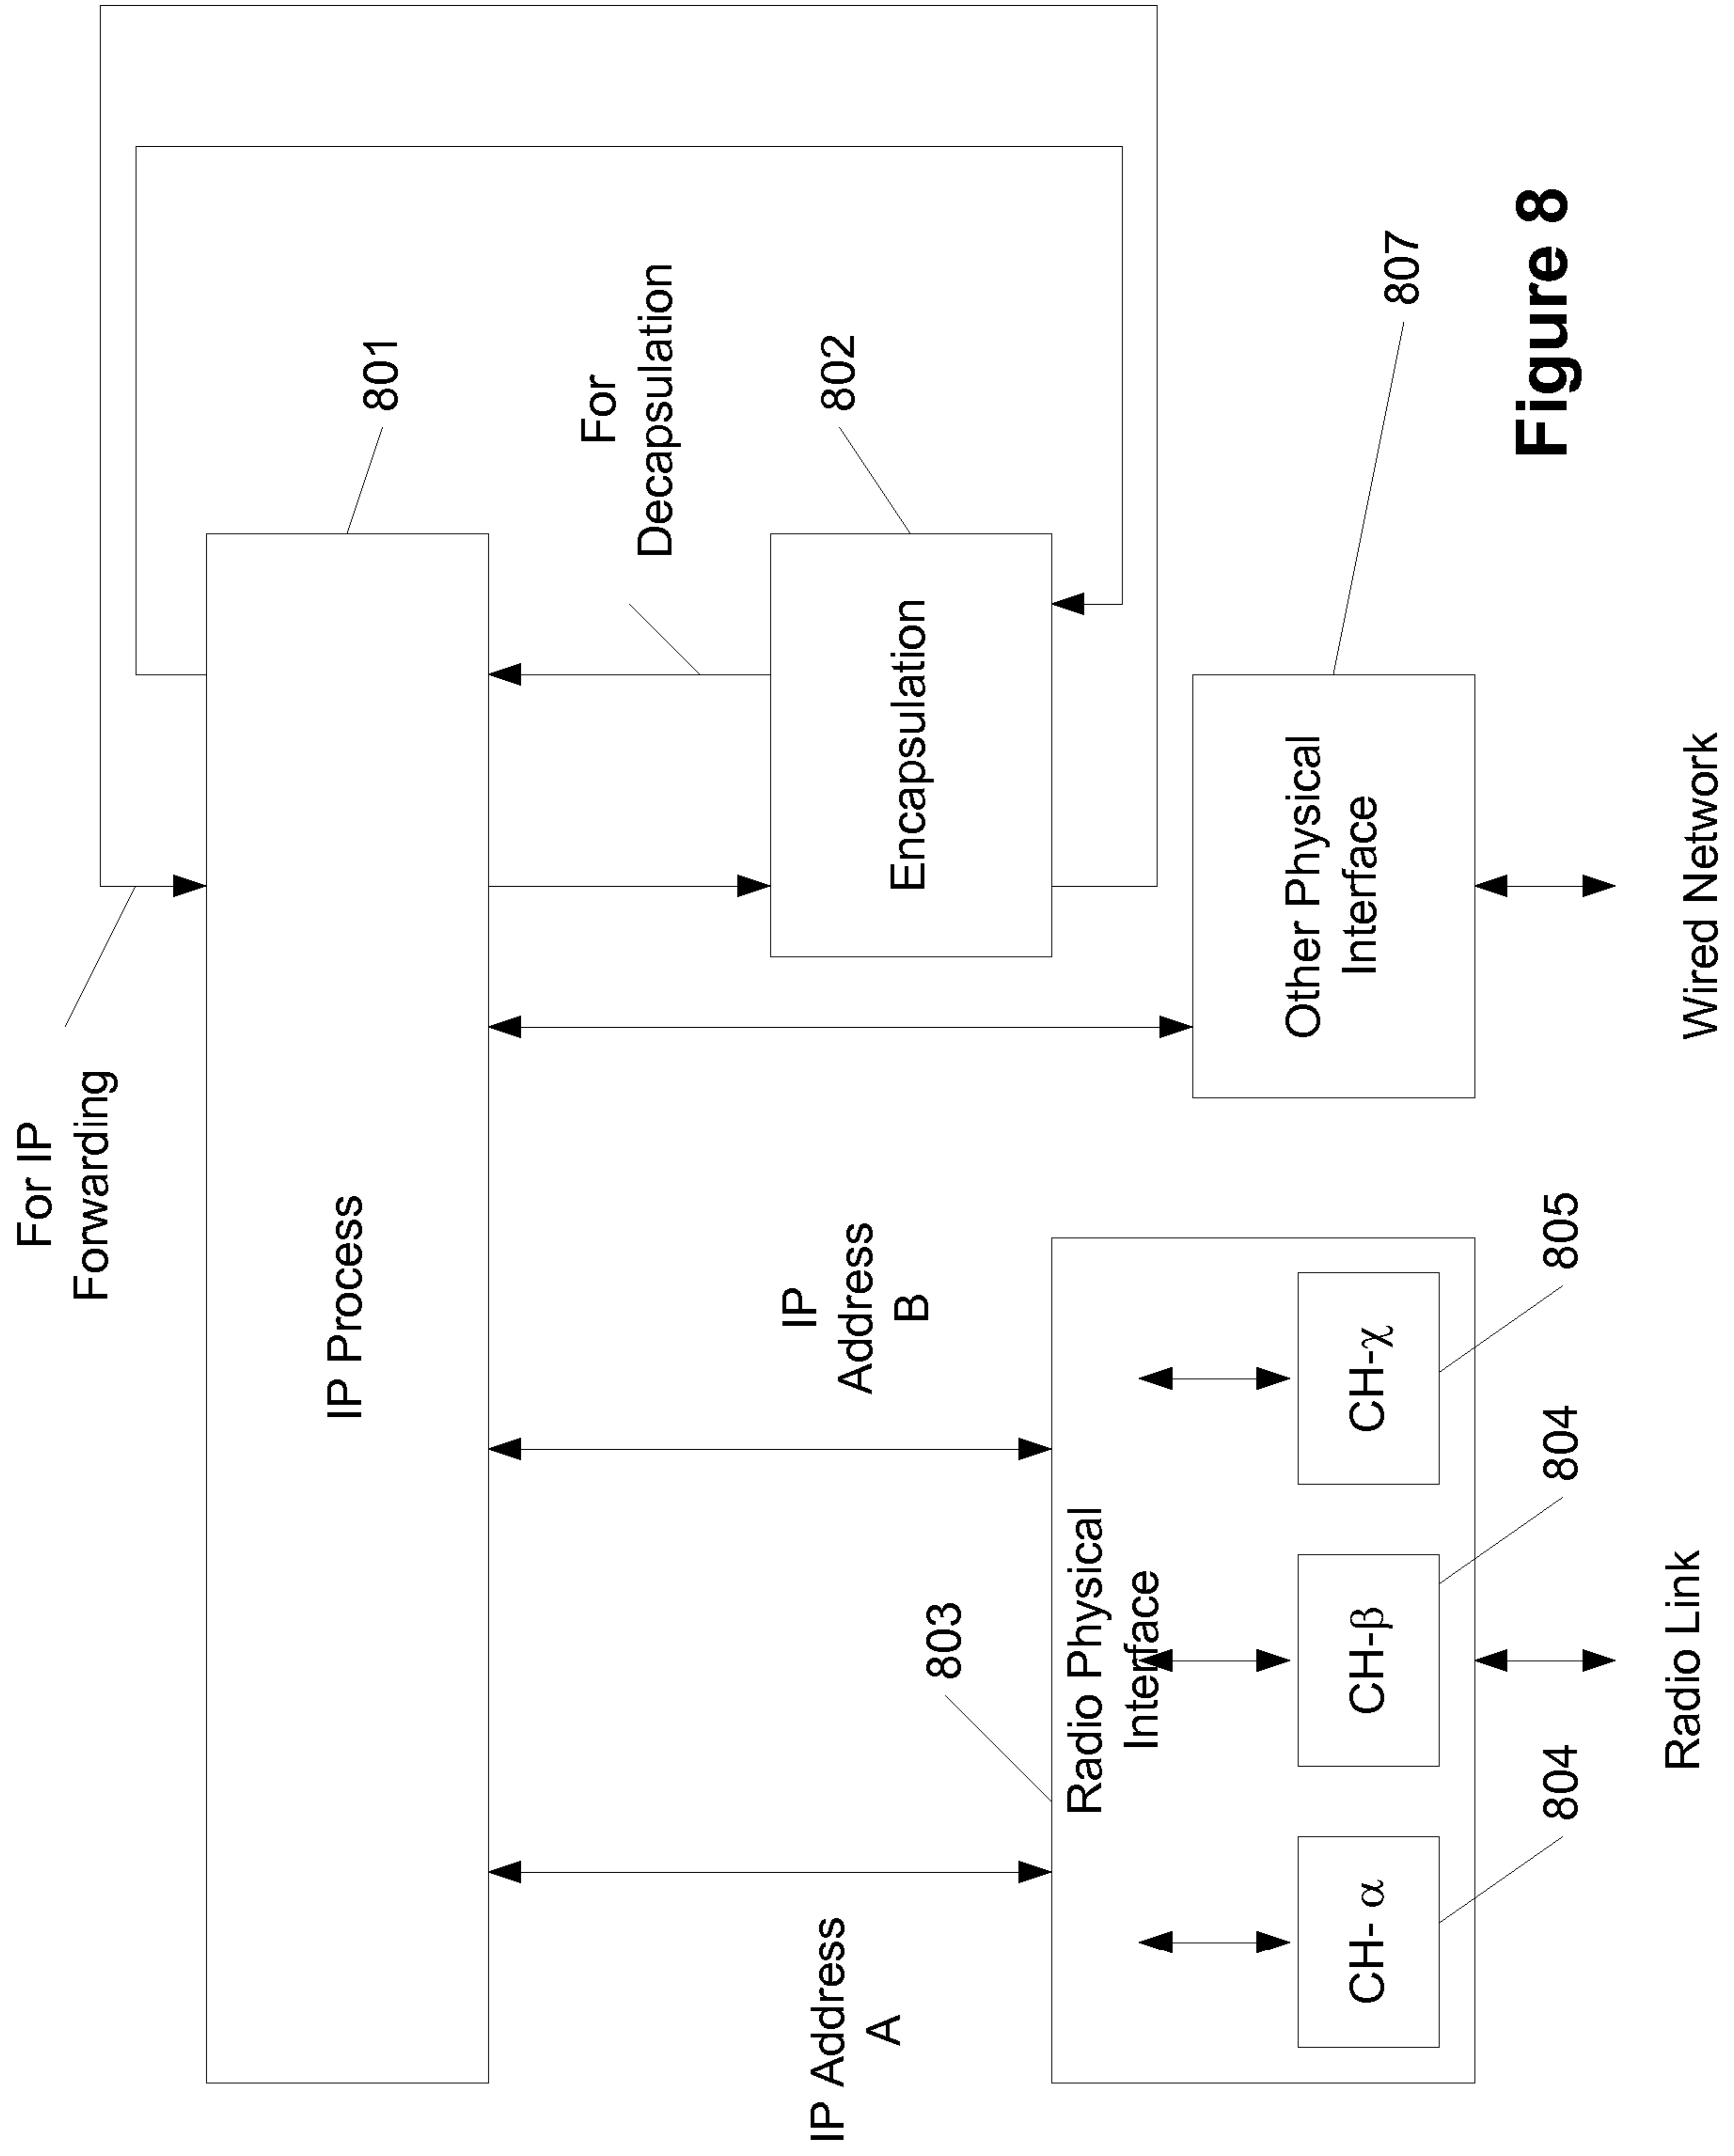 For IP
Forwarding
IP Process
801
For
Decapsulation
802
Encapsulation
IP Address
A
IP
Address
B
803
Radio Physical
Interface
CH- α
CH-β
CH-χ
804
804
805
Other Physical
Interface
807
Radio Link
Wired Network
Figure 8